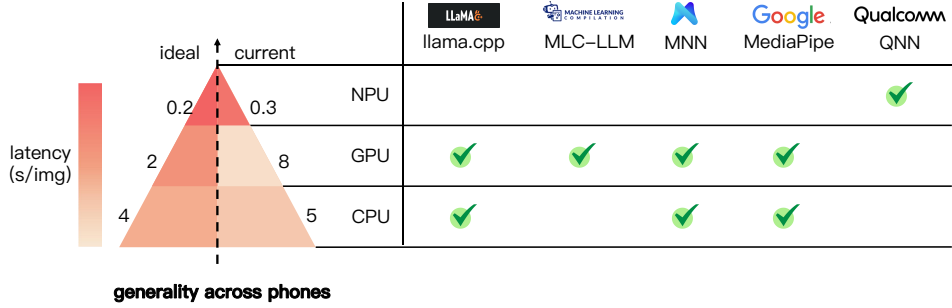 LLaMA
MACHINE LEARNING
COMPILATION
Google
Qualcomm
llama.cpp
MLC-LLM
MNN
MediaPipe
QNN
ideal
current
NPU
0.2
0.3
GPU
latency
(s/img)
2
8
CPU
4
5
generality across phones